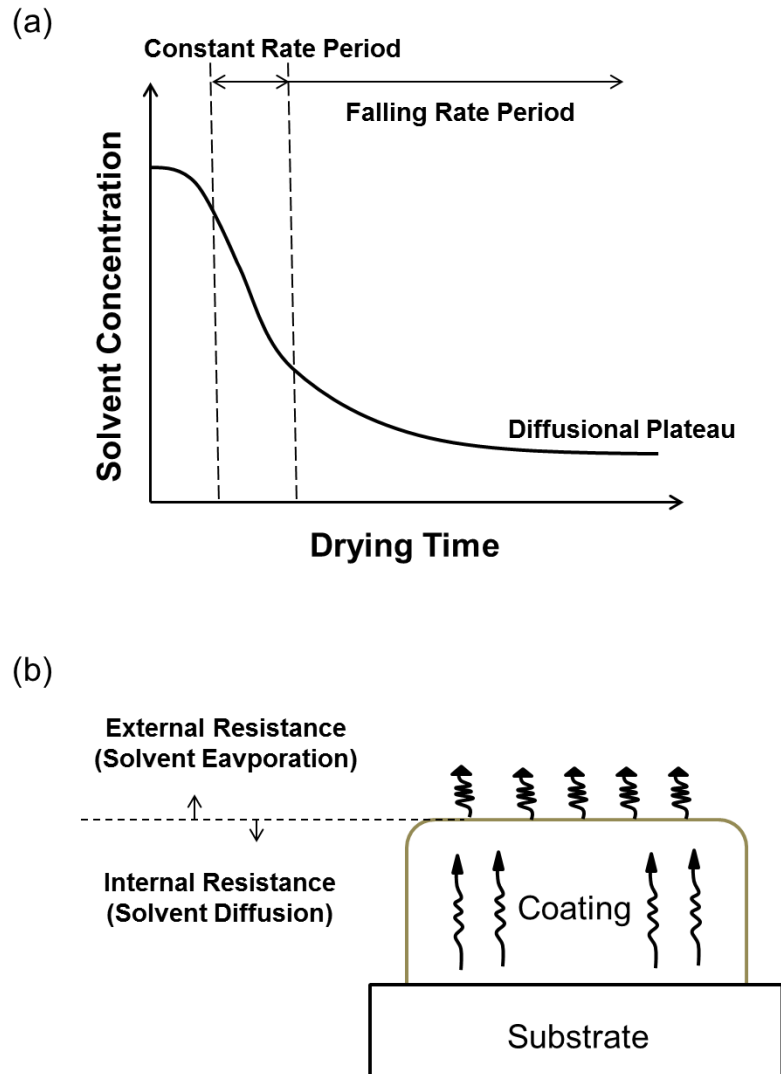 (a)
Constant Rate Period
Falling Rate Period
Solvent Concentration
Diffusional Plateau
Drying Time
(b)
External Resistance
(Solvent Eavporation)
Internal Resistance
(Solvent Diffusion)
Coating
Substrate